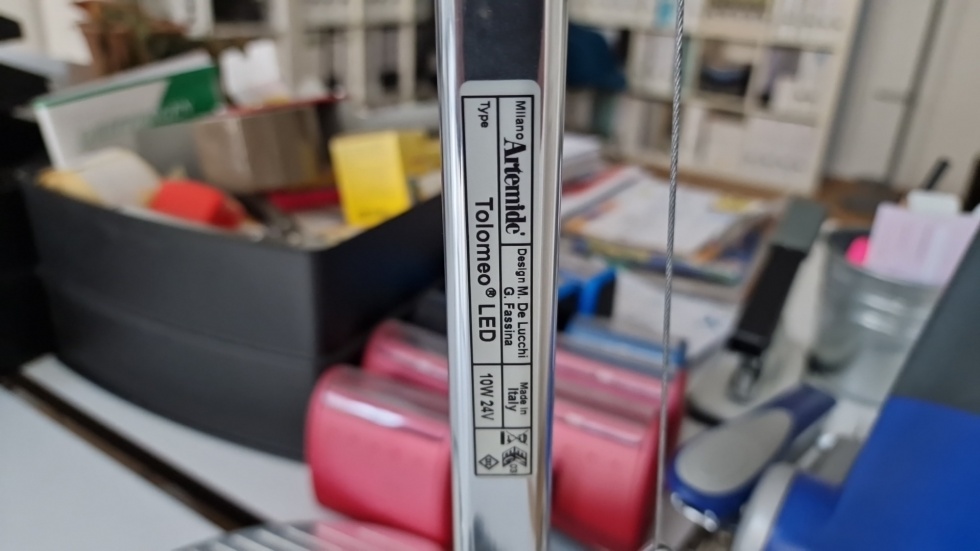 Milano Artemide®
Design M. De Lucchi
G. Fassina
Made in
Italy
Type
Tolomeo® LED
10W 24V